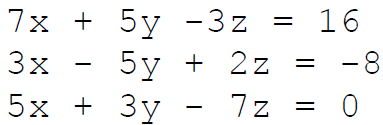 7x + 5y -3z = 16
3x - 5y + 2z = -8
5x + 3y - 7z = 0